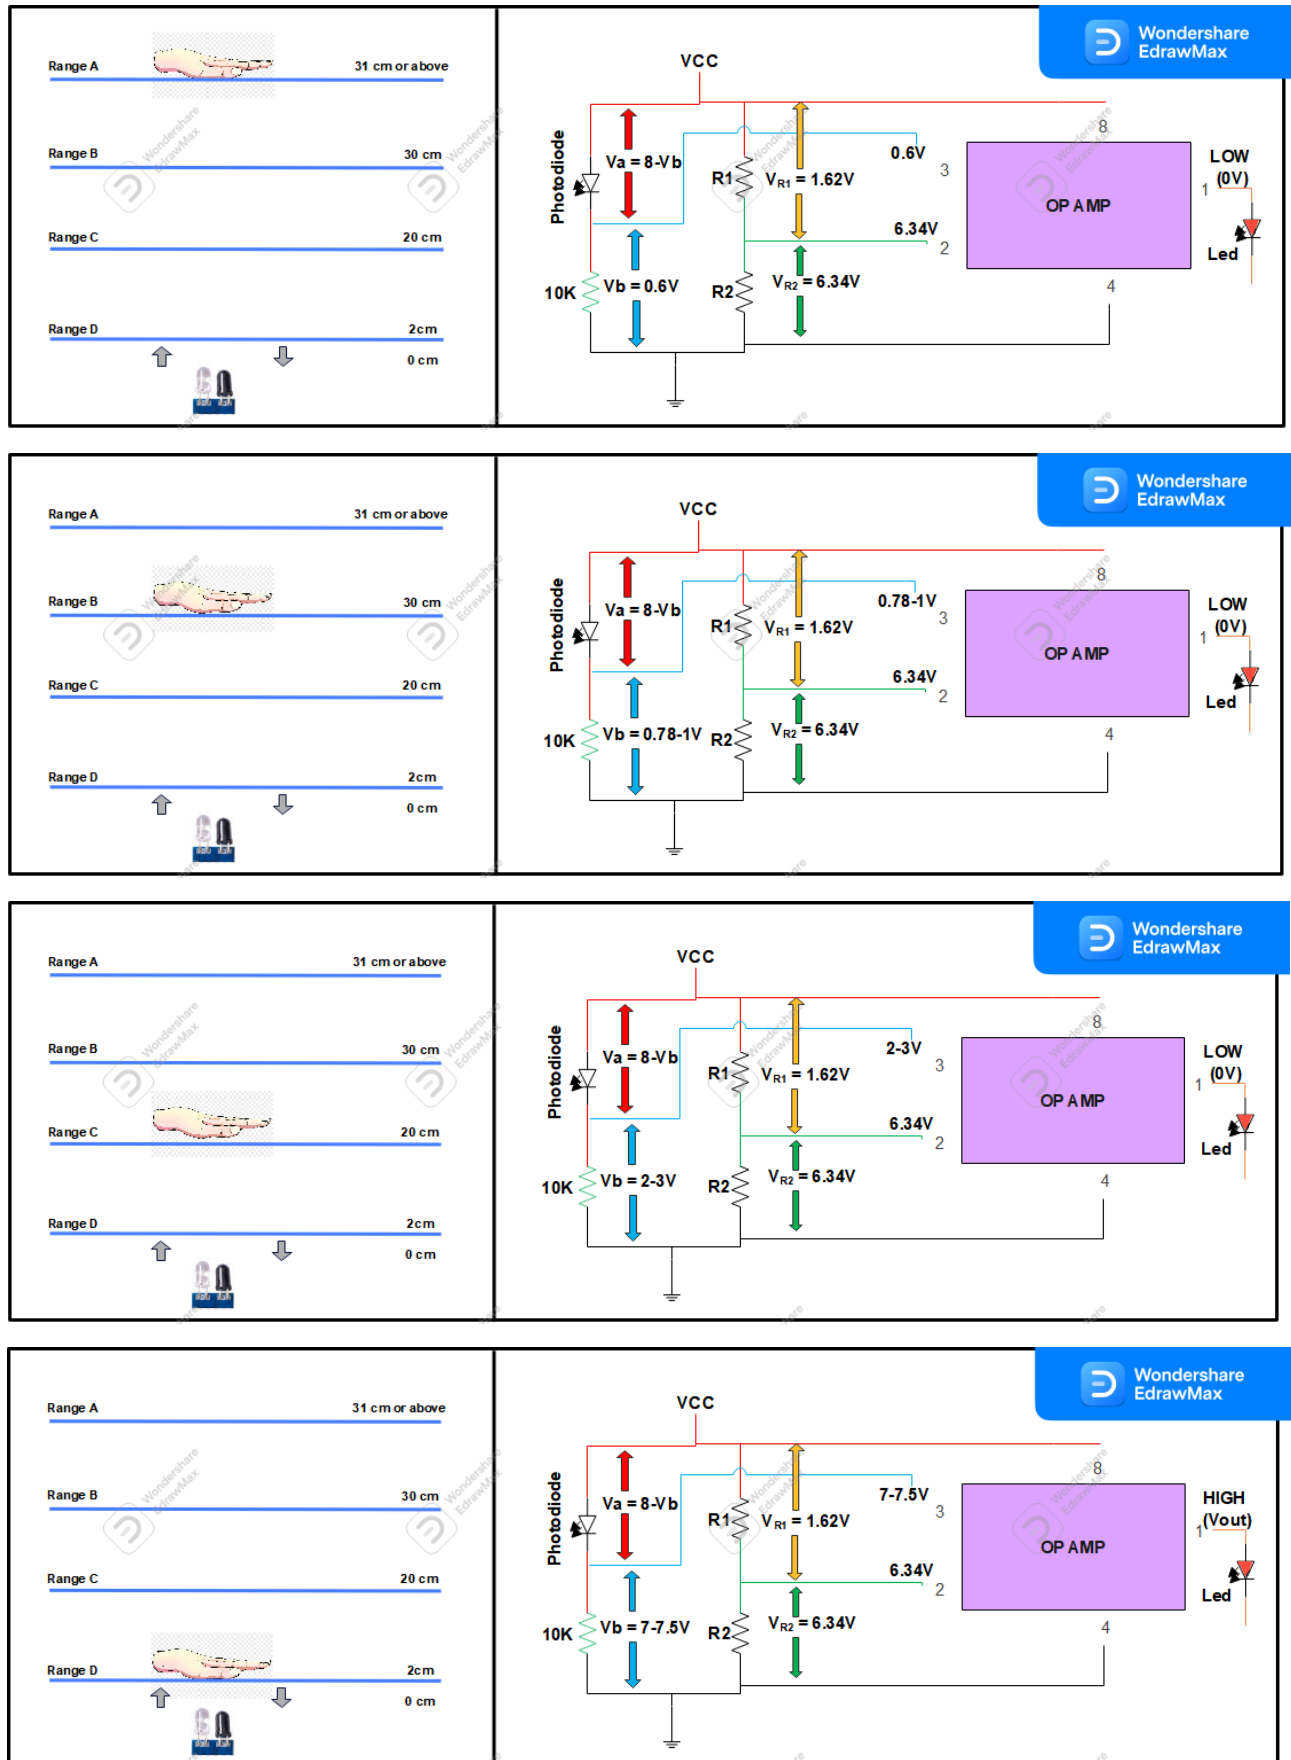 Wondershare
EdrawMax
Range A
31 cm or above
Range B
30 cm
Range C
20 cm
Range D
2cm
0 cm
VCC
Photodiode
Va = 8-Vb
R1
VR1 = 1.62V
0.6V
3
8
OP AMP
LOW
(0V)
1
Led
6.34V
2
10K
Vb = 0.6V
R2
VR2 = 6.34V
4
Wondershare
EdrawMax
Range A
31 cm or above
Range B
30 cm
Range C
20 cm
Range D
2cm
0 cm
VCC
Photodiode
Va = 8-Vb
R1
VR1 = 1.62V
0.78-1V
3
8
OP AMP
LOW
(0V)
1
Led
6.34V
2
10K
Vb = 0.78-1V
R2
VR2 = 6.34V
4
Wondershare
EdrawMax
Range A
31 cm or above
Range B
30 cm
Range C
20 cm
Range D
2cm
0 cm
VCC
Photodiode
Va = 8-Vb
R1
VR1 = 1.62V
2-3V
3
8
OP AMP
LOW
(0V)
1
Led
6.34V
2
10K
Vb = 2-3V
R2
VR2 = 6.34V
4
Wondershare
EdrawMax
Range A
31 cm or above
Range B
30 cm
Range C
20 cm
Range D
2cm
0 cm
VCC
Photodiode
Va = 8-Vb
R1
VR1 = 1.62V
7-7.5V
3
8
OP AMP
HIGH
(Vout)
1
Led
6.34V
2
10K
Vb = 7-7.5V
R2
VR2 = 6.34V
4